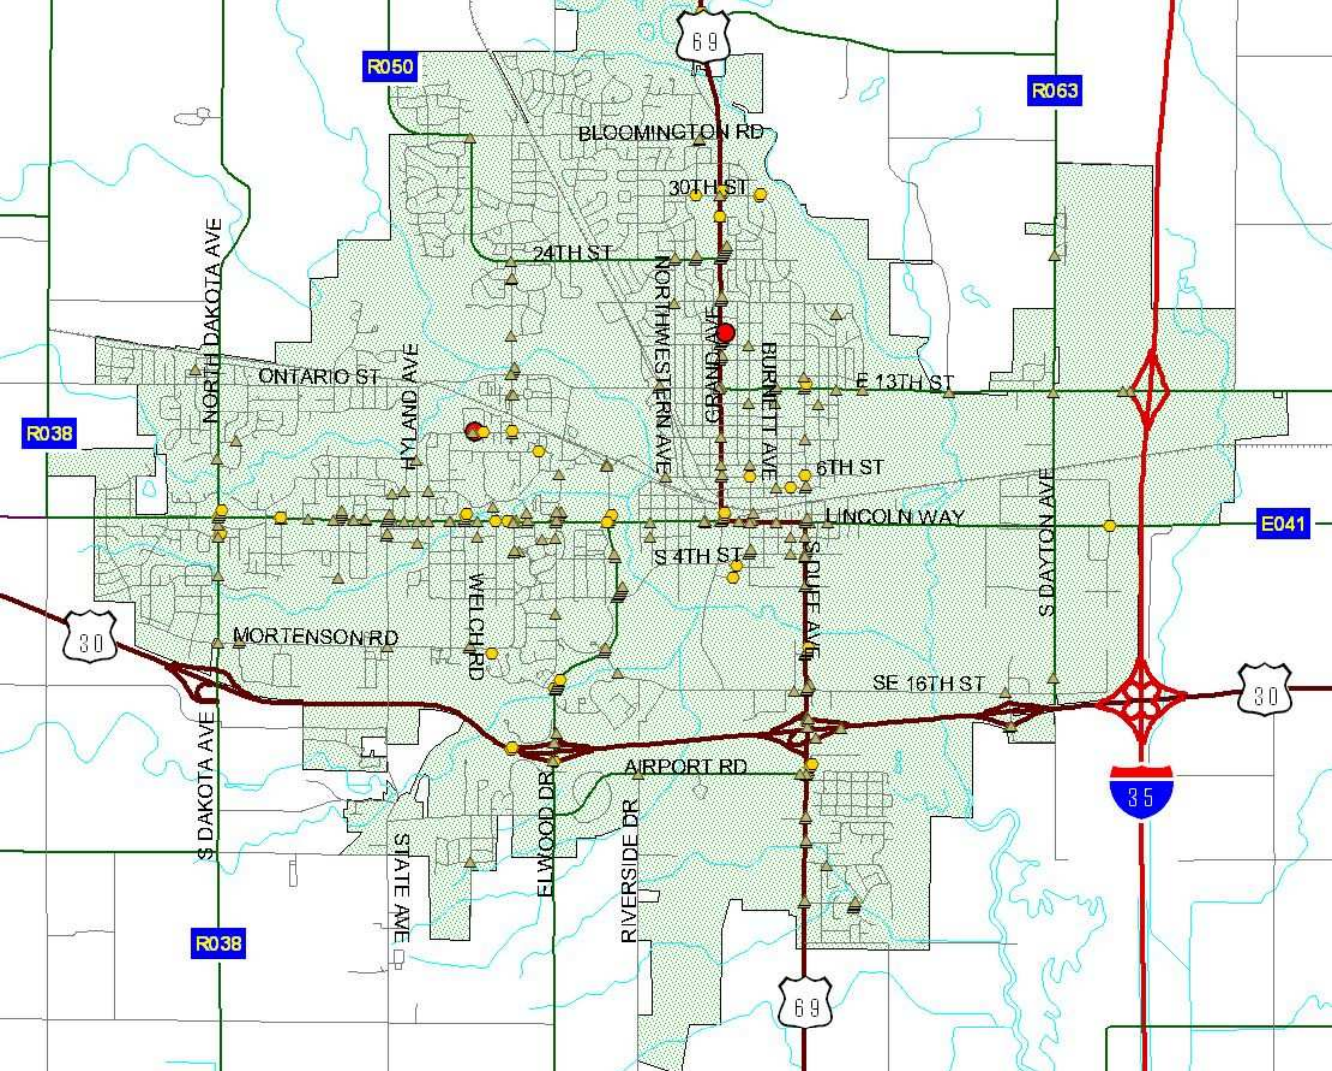 69
R050
R063
BLOOMINGTON RD
30TH ST
NORTH DAKOTA AVE
24TH ST
NORTHWESTERN AVE
GRAND AVE
HYLAND AVE
BURNETT AVE
ONTARIO ST
E 13TH ST
R038
6TH ST
S DAYTON AVE
LINCOLN WAY
E041
S 4TH ST
S DUFF AVE
WELCH RD
30
MORTENSON RD
SE 16TH ST
30
S DAKOTA AVE
AIRPORT RD
35
ELWOOD DR
RIVERSIDE DR
STATE AVE
R038
69